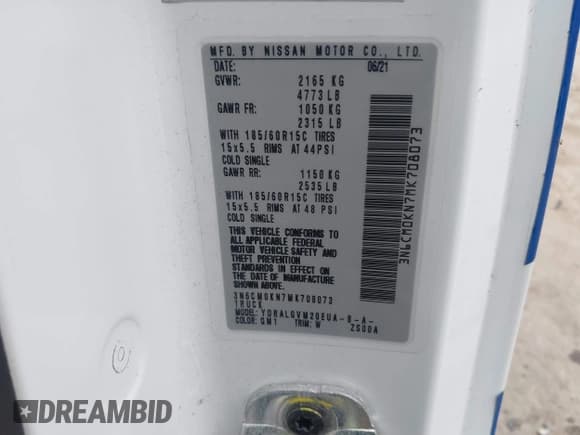 MFD. BY NISSAN MOTOR CO., LTD.
DATE: 06/21
GVWR: 2165 KG
4773 LB
GAWR FR: 1050 KG
2315 LB
WITH 185/60R15C TIRES
15x5.5 RIMS AT 44PSI
COLD SINGLE
GAWR RR: 1150 KG
2535 LB
WITH 185/60R15C TIRES
15x5.5 RIMS AT 48 PSI
COLD SINGLE
THIS VEHICLE CONFORMS TO
ALL APPLICABLE FEDERAL
MOTOR VEHICLE SAFETY AND
THEFT PREVENTION
STANDARDS IN EFFECT ON
THE DATE OF MANUFACTURE
SHOWN ABOVE.
3N6CM0KN7MK708073
TRUCK
MODEL: YDRALGVM20EUA-B-A-
COLOR: QM1 TRIM: W ZS00A
3N6CM0KN7MK708073
DREAMBID